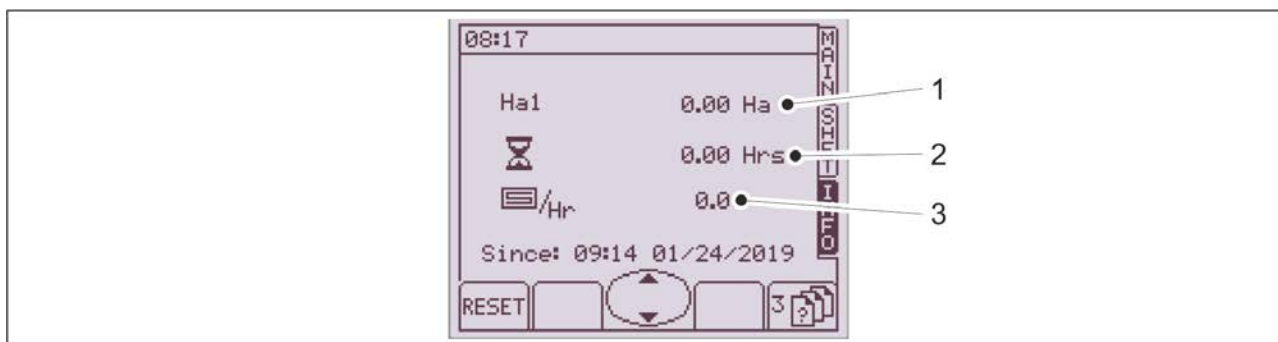 08:17
MAIN
Ha1 0.00 Ha 1
0.00 Hrs 2
/Hr 0.0 3
INFO
Since: 09:14 01/24/2019
RESET 3 ?